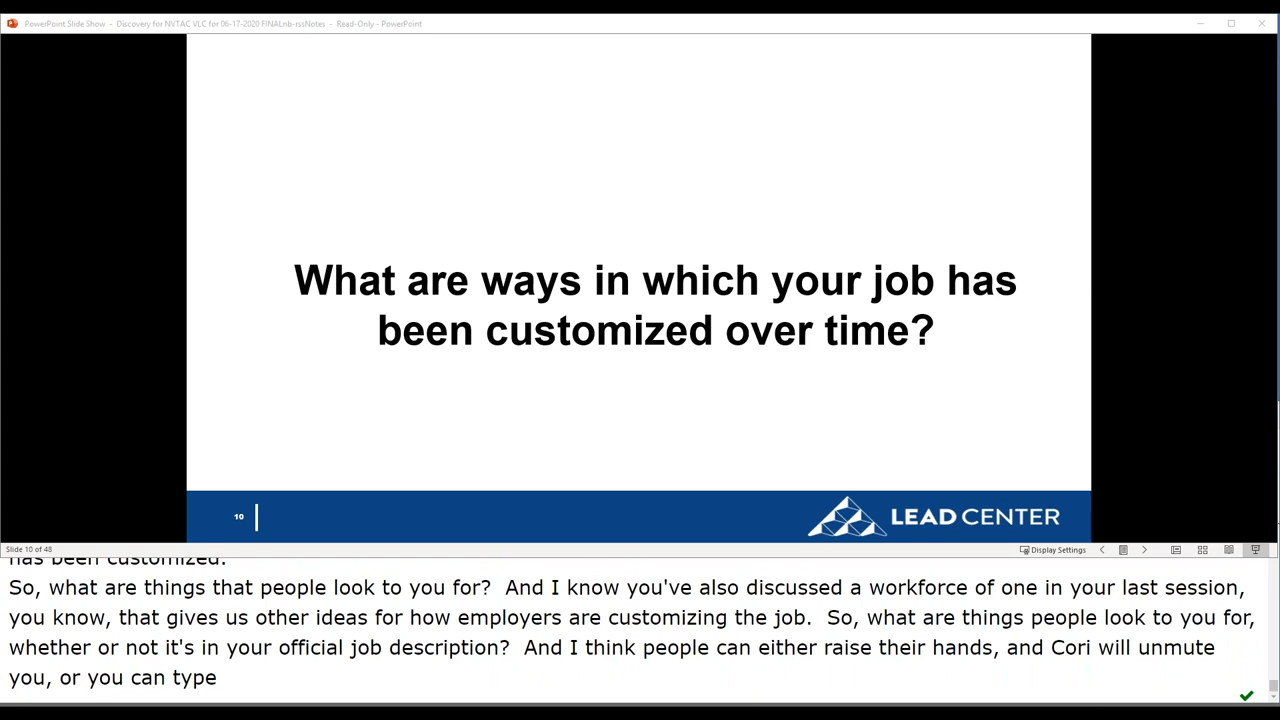 PowerPoint Slide Show - Discovery for NVTAC VLC for 06-17-2020 FINALnb-rssNotes - Read-Only - PowerPoint
What are ways in which your job has
been customized over time?
10
LEAD CENTER
Slide 10 of 48
Display Settings
has been customized.
So, what are things that people look to you for?  And I know you've also discussed a workforce of one in your last session,
you know, that gives us other ideas for how employers are customizing the job.  So, what are things people look to you for,
whether or not it's in your official job description?  And I think people can either raise their hands, and Cori will unmute
you, or you can type